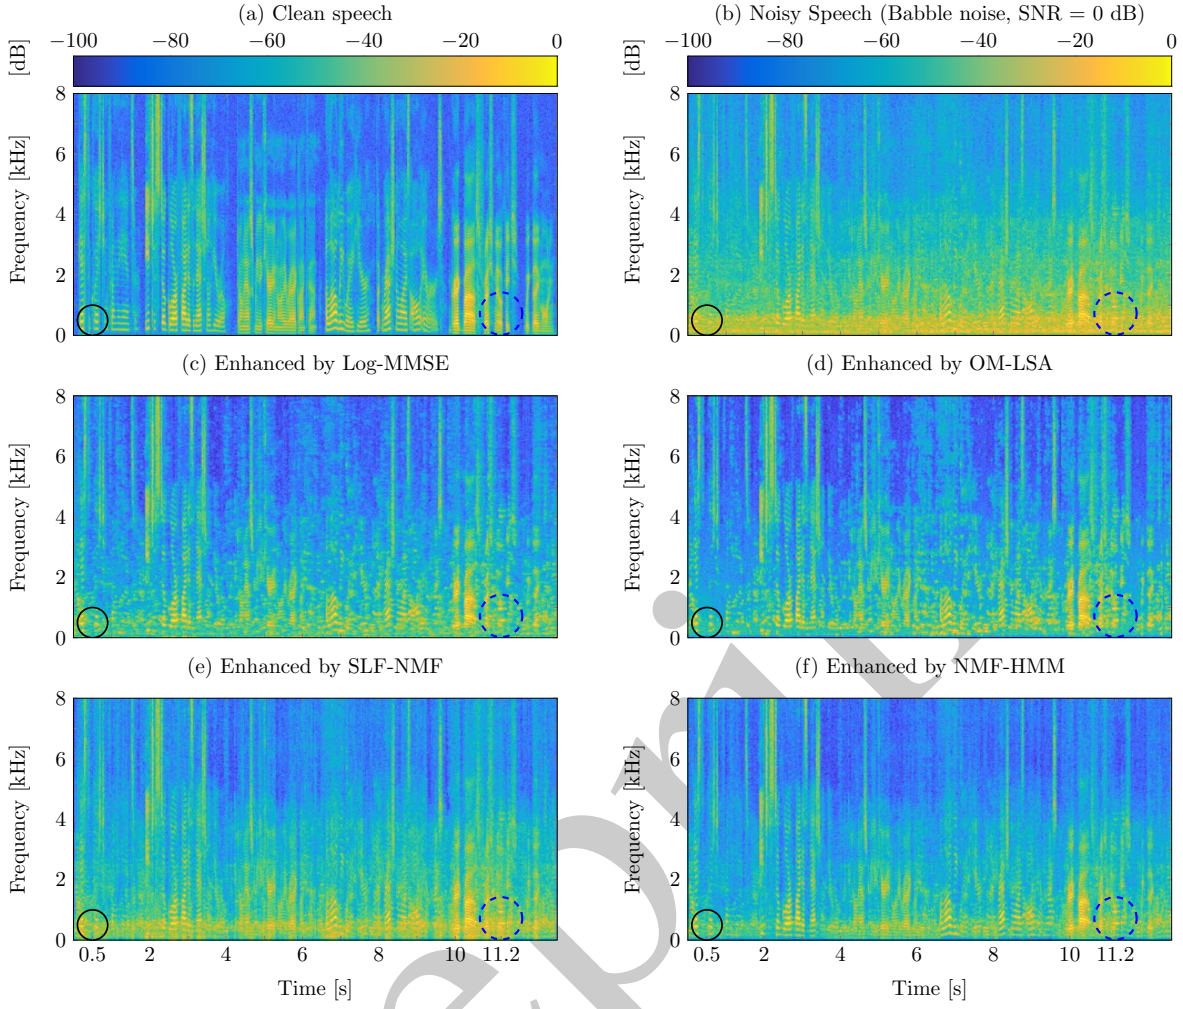 (a) Clean speech
(b) Noisy Speech (Babble noise, SNR = 0 dB)
[dB]
−100 −80 −60 −40 −20 0
[dB]
−100 −80 −60 −40 −20 0
Frequency [kHz]
8
6
4
2
0
Frequency [kHz]
8
6
4
2
0
(c) Enhanced by Log-MMSE
(d) Enhanced by OM-LSA
Frequency [kHz]
8
6
4
2
0
Frequency [kHz]
8
6
4
2
0
(e) Enhanced by SLF-NMF
(f) Enhanced by NMF-HMM
Frequency [kHz]
8
6
4
2
0
0.5 2 4 6 8 10 11.2
Time [s]
Frequency [kHz]
8
6
4
2
0
0.5 2 4 6 8 10 11.2
Time [s]